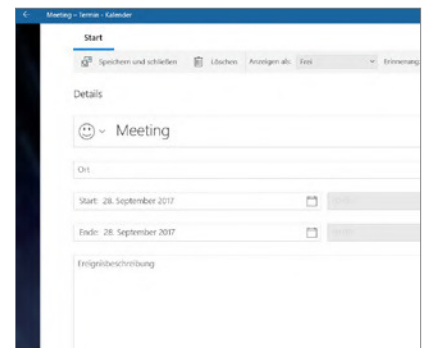 Meeting – Termin - Kalender
Start
Speichern und schließen Löschen Anzeigen als: Frei Erinnerung:
Details
Meeting
Ort
Start: 28. September 2017
Ende: 28. September 2017
Ereignisbeschreibung